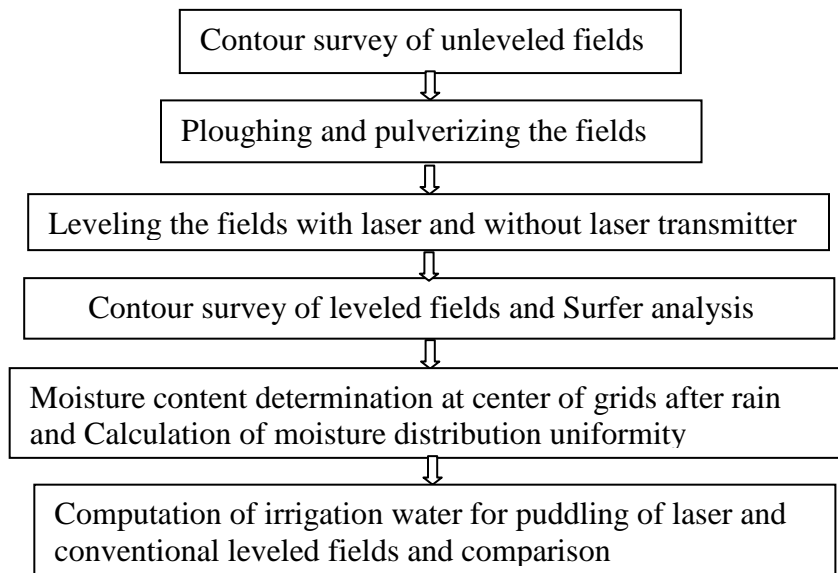 Contour survey of unleveled fields
Ploughing and pulverizing the fields
Leveling the fields with laser and without laser transmitter
Contour survey of leveled fields and Surfer analysis
Moisture content determination at center of grids after rain
and Calculation of moisture distribution uniformity
Computation of irrigation water for puddling of laser and
conventional leveled fields and comparison